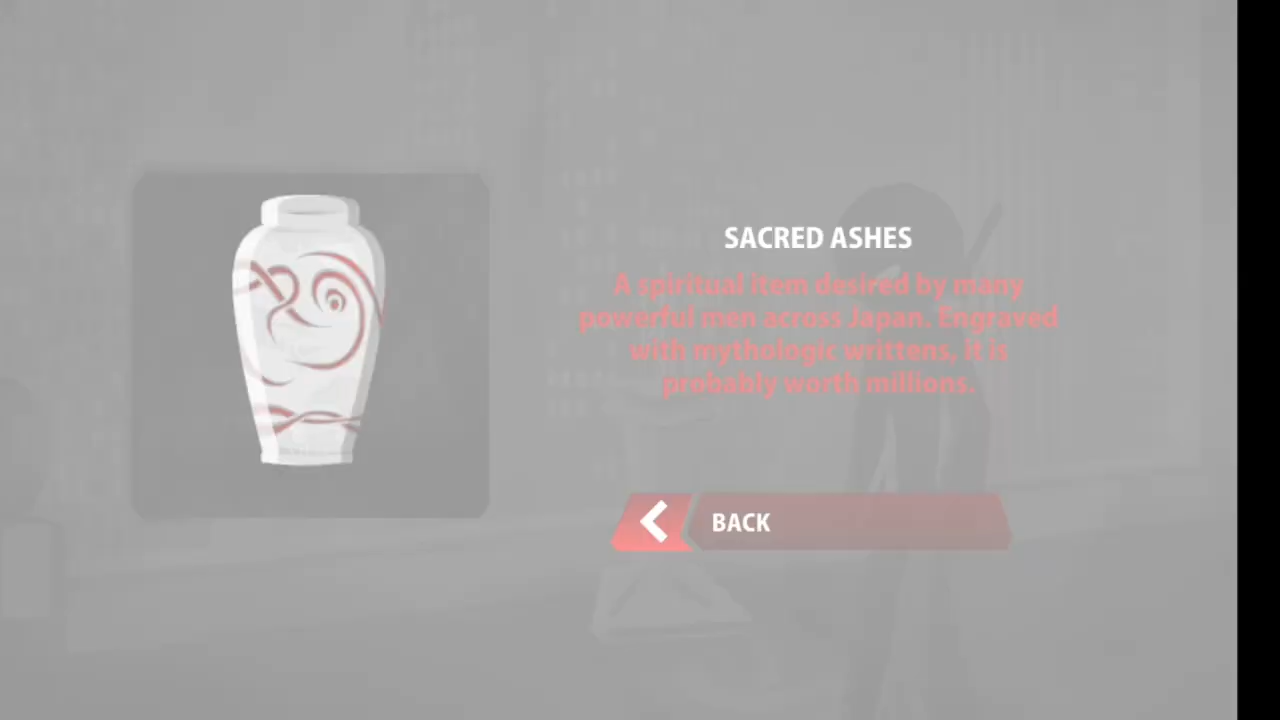 SACRED ASHES
A spiritual item desired by many
powerful men across Japan. Engraved
with mythologic writtens, it is
probably worth millions.
BACK